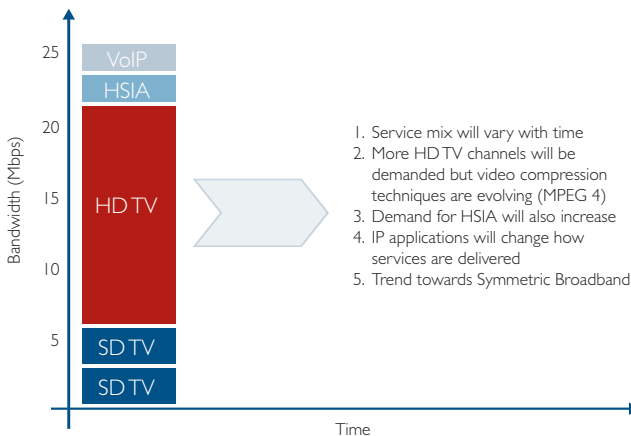 25
20
15
10
5
Bandwidth (Mbps)
VoIP
HSIA
HD TV
SD TV
SD TV
1. Service mix will vary with time
2. More HD TV channels will be
demanded but video compression
techniques are evolving (MPEG 4)
3. Demand for HSIA will also increase
4. IP applications will change how
services are delivered
5. Trend towards Symmetric Broadband
Time